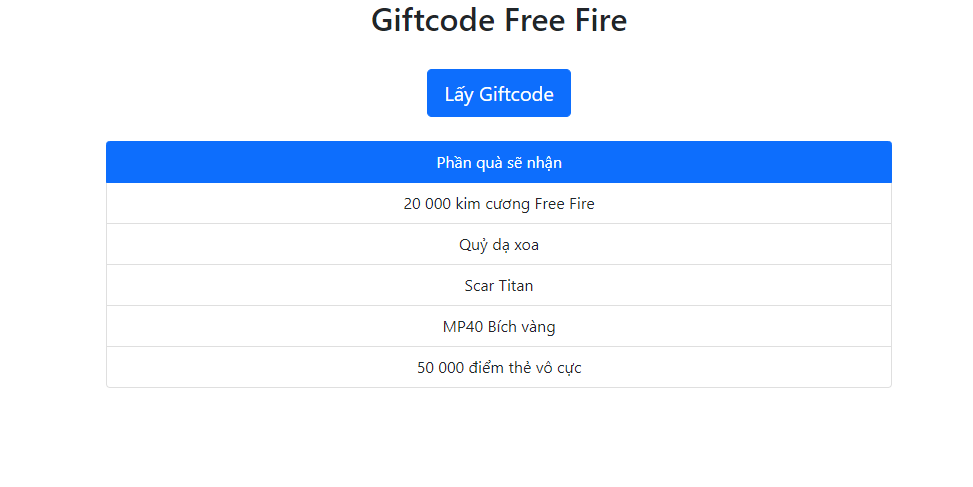 Giftcode Free Fire
Lấy Giftcode
Phần quà sẽ nhận
20 000 kim cương Free Fire
Quỷ dạ xoa
Scar Titan
MP40 Bích vàng
50 000 điểm thẻ vô cực